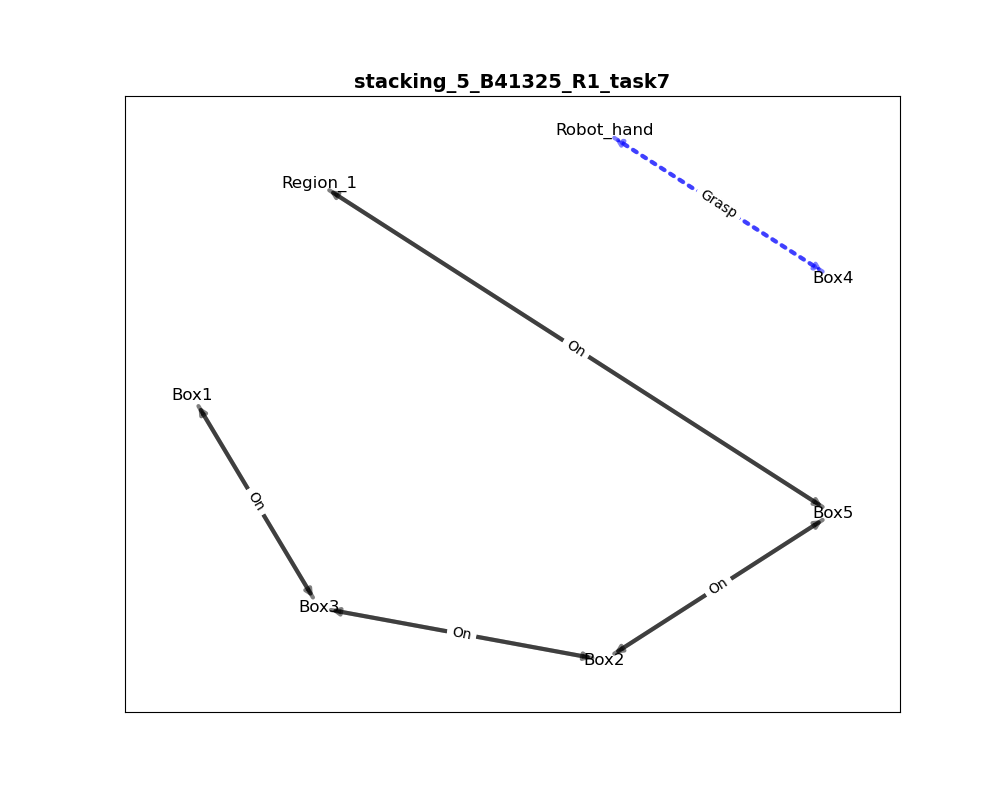 stacking_5_B41325_R1_task7
Robot_hand
Region_1
Grasp
Box4
On
Box1
On
Box5
On
Box3
On
Box2